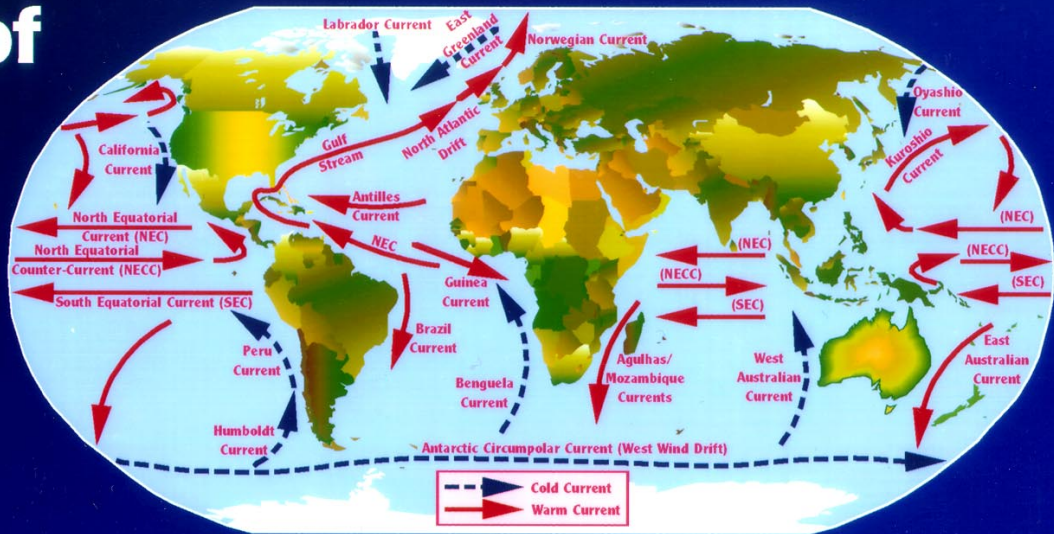 of
Labrador Current
East
Greenland
Current
Norwegian Current
Oyashio
Current
California
Current
Gulf
Stream
North Atlantic
Drift
Kuroshio
Current
Antilles
Current
North Equatorial
Current (NEC)
(NEC)
NEC
(NEC)
North Equatorial
Counter-Current (NECC)
(NECC)
(NECC)
Guinea
Current
South Equatorial Current (SEC)
(SEC)
(SEC)
Brazil
Current
Peru
Current
Benguela
Current
Agulhas/
Mozambique
Currents
West
Australian
Current
East
Australian
Current
Humboldt
Current
Antarctic Circumpolar Current (West Wind Drift)
Cold Current
Warm Current